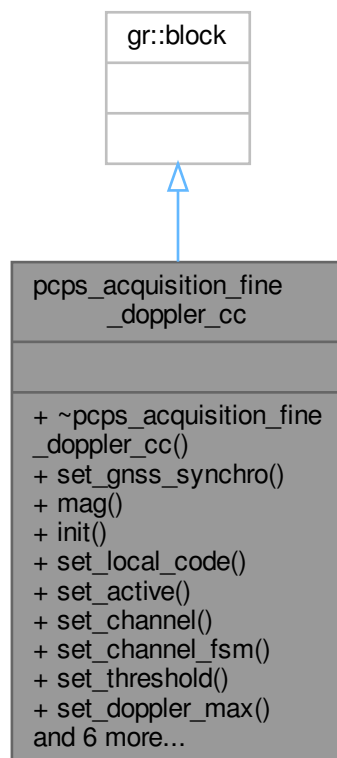 gr::block
pcps_acquisition_fine
_doppler_cc
+ ~pcps_acquisition_fine
_doppler_cc()
+ set_gnss_synchro()
+ mag()
+ init()
+ set_local_code()
+ set_active()
+ set_channel()
+ set_channel_fsm()
+ set_threshold()
+ set_doppler_max()
and 6 more...